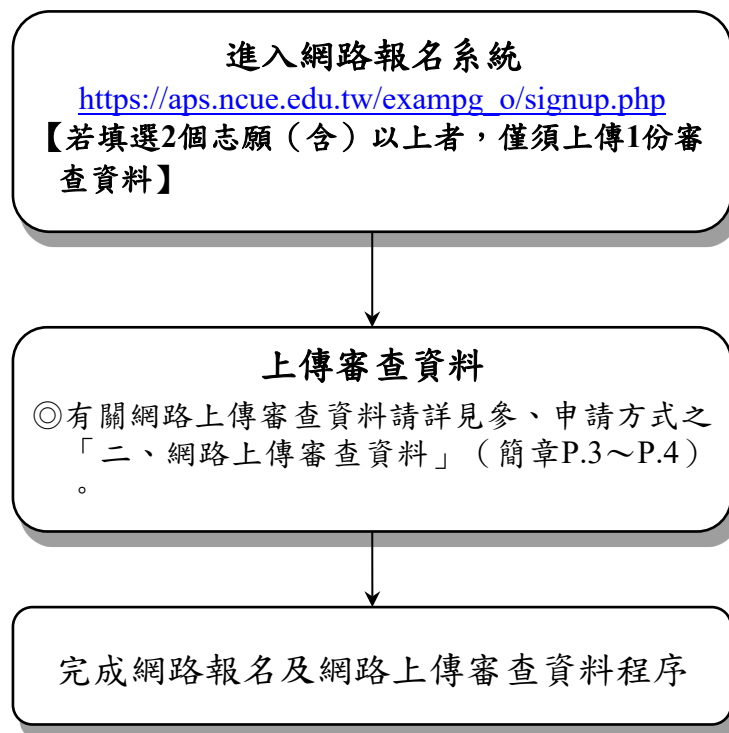 進入網路報名系統
https://aps.ncue.edu.tw/exampg_o/signup.php
【若填選2個志願（含）以上者，僅須上傳1份審
查資料】
上傳審查資料
◎有關網路上傳審查資料請詳見參、申請方式之
「二、網路上傳審查資料」（簡章P.3～P.4）
。
完成網路報名及網路上傳審查資料程序